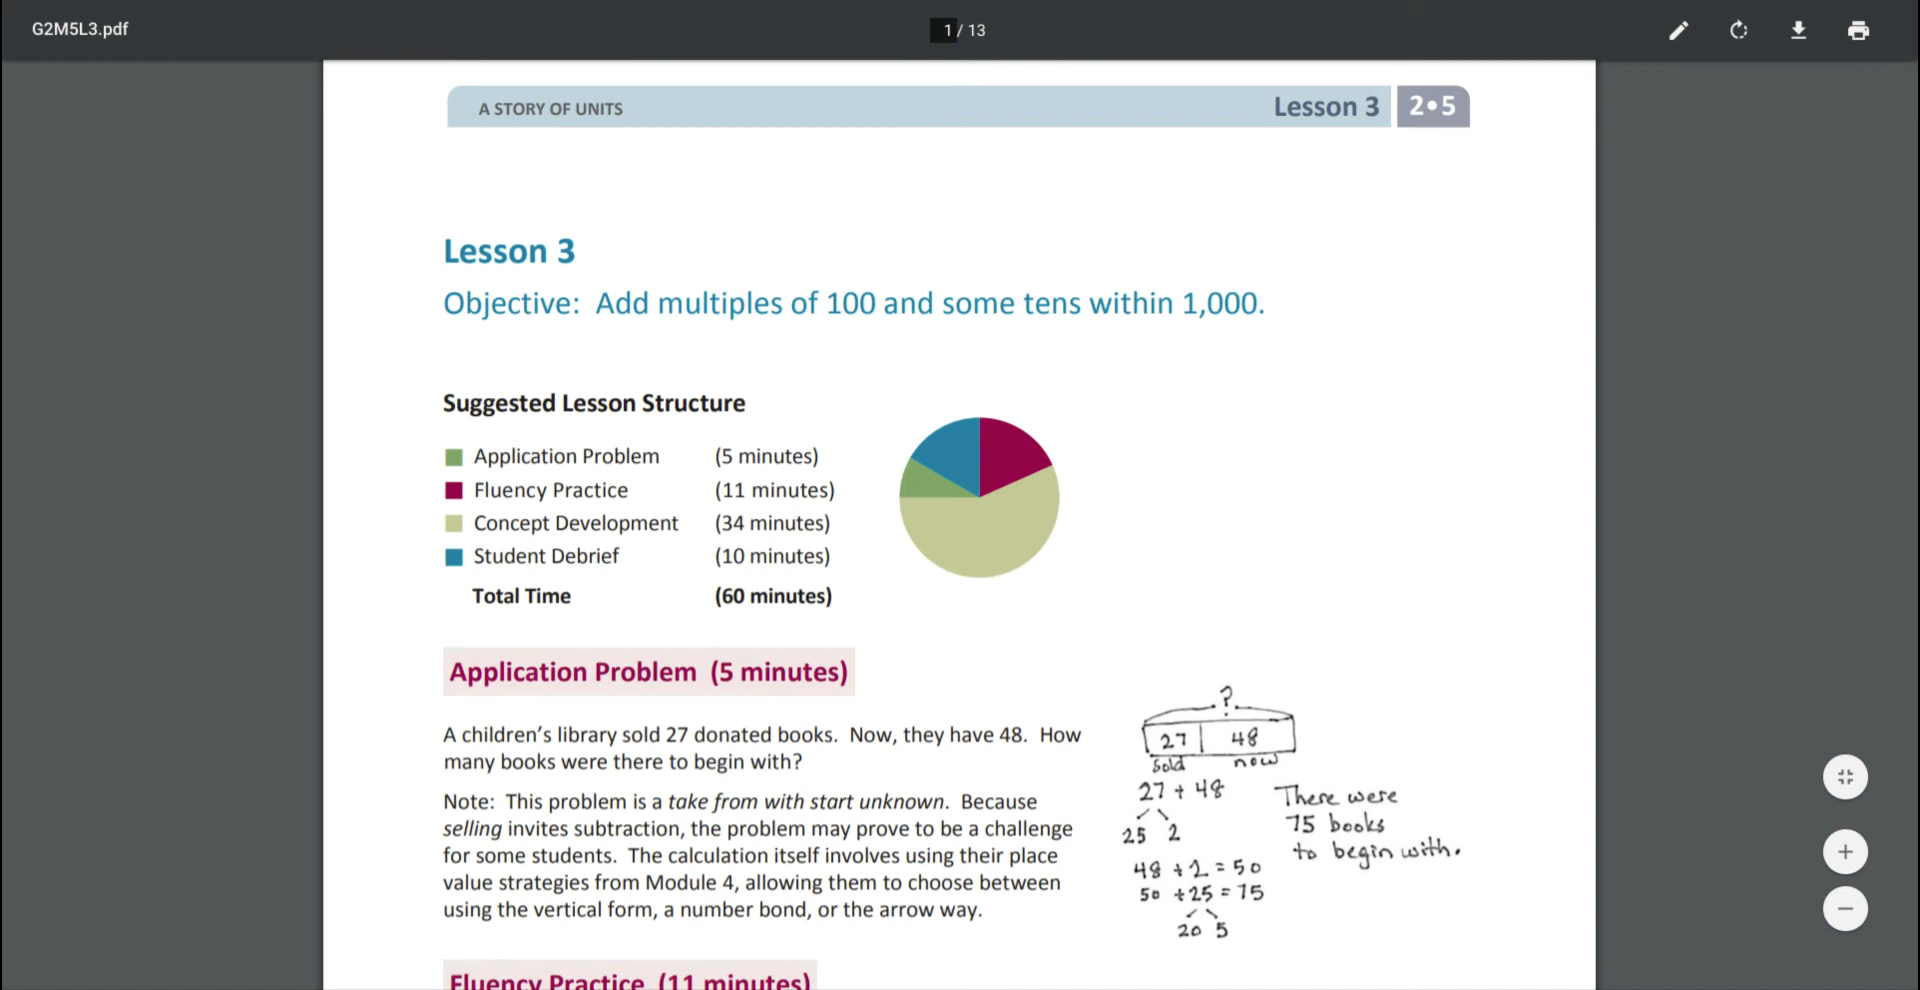 G2M5L3.pdf
1 / 13
A STORY OF UNITS
Lesson 3
2•5
Lesson 3
Objective: Add multiples of 100 and some tens within 1,000.
Suggested Lesson Structure
Application Problem (5 minutes)
Fluency Practice (11 minutes)
Concept Development (34 minutes)
Student Debrief (10 minutes)
Total Time (60 minutes)
Application Problem (5 minutes)
A children's library sold 27 donated books. Now, they have 48. How
many books were there to begin with?
Note: This problem is a take from with start unknown. Because
selling invites subtraction, the problem may prove to be a challenge
for some students. The calculation itself involves using their place
value strategies from Module 4, allowing them to choose between
using the vertical form, a number bond, or the arrow way.
?
27 48
sold now
27 + 48
25 2
48 + 2 = 50
50 + 25 = 75
20 5
There were
75 books
to begin with.
Fluency Practice (11 minutes)